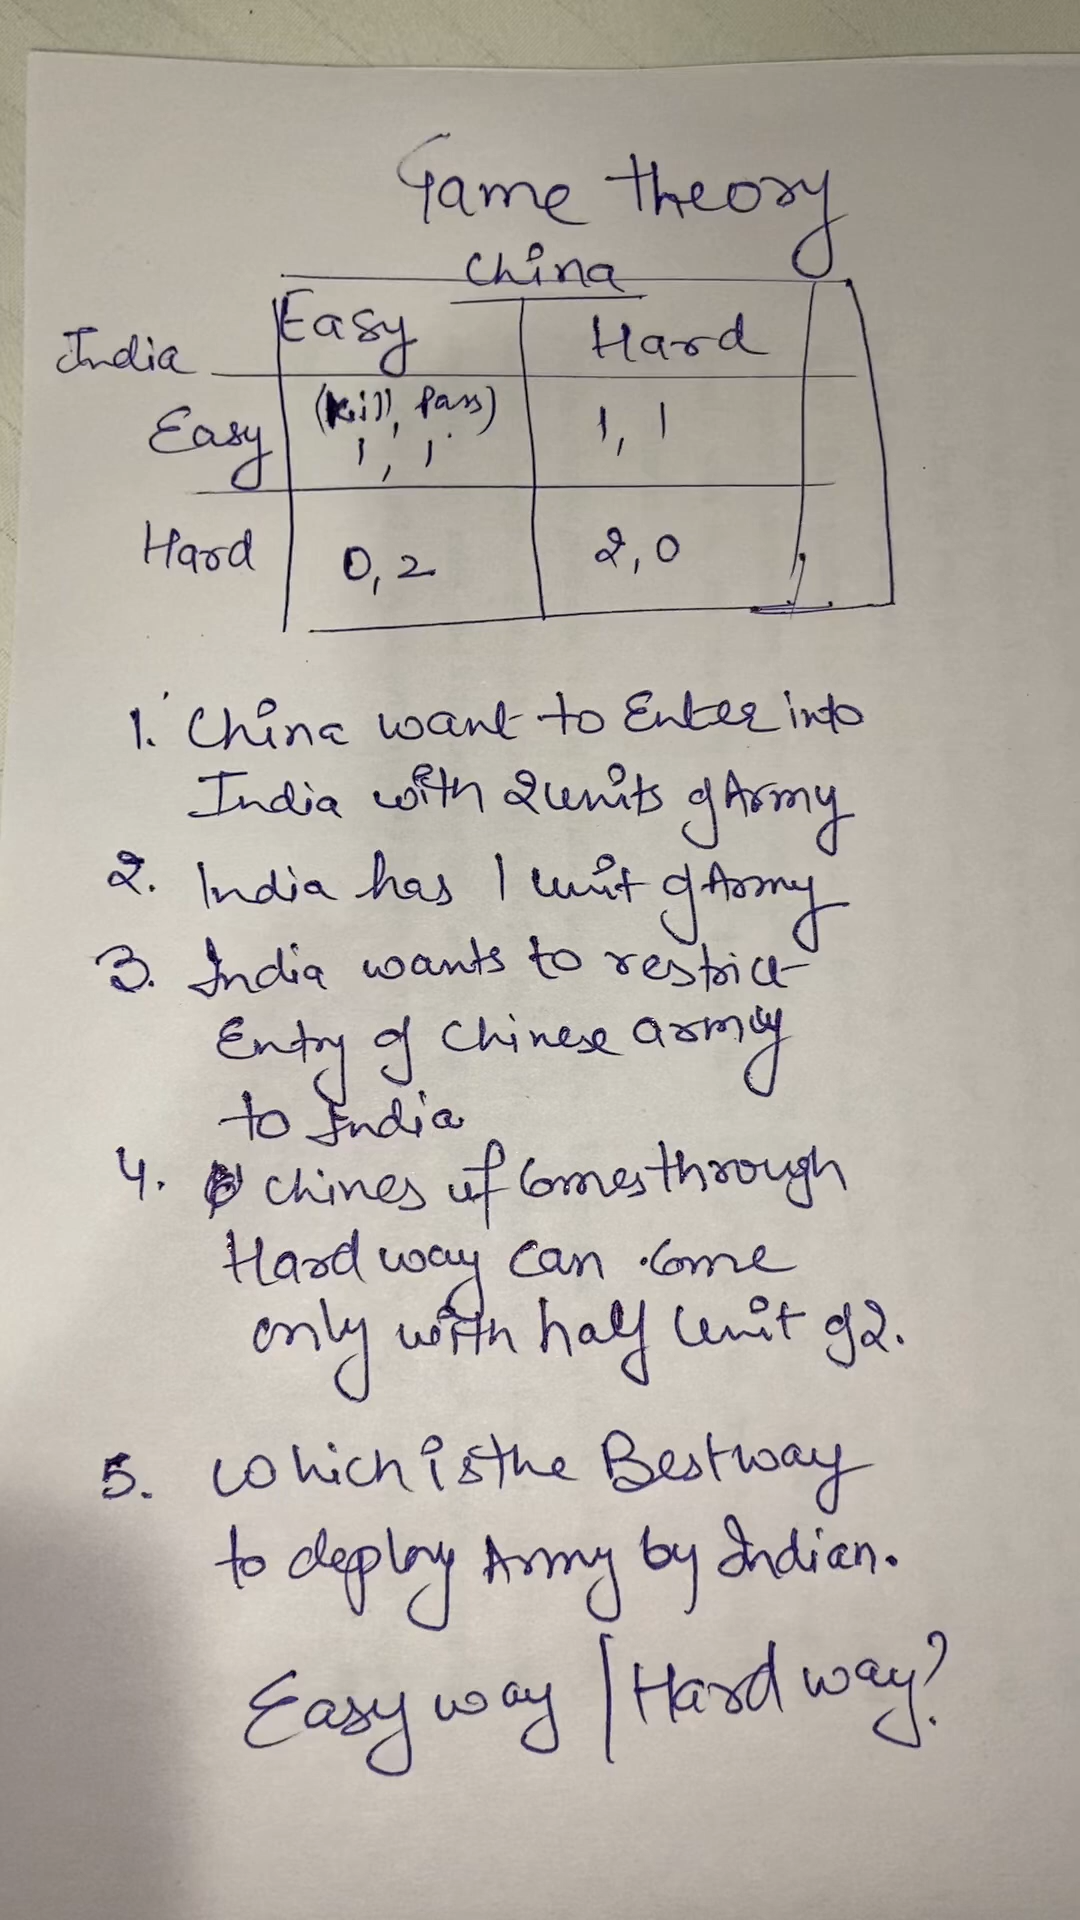 Game theory
China
India Easy Hard
Easy (kill, Pass) 1, 1 1, 1
Hard 0, 2 2, 0
1. China want to Enter into
India with 2 units of Army
2. India has 1 unit of Army
3. India wants to restrict
Entry of Chinese army
to India
4. Chines if Comes through
Hard way can come
only with half unit of 2.
5. Which is the Best way
to deploy Army by Indian.
Easy way / Hard way?